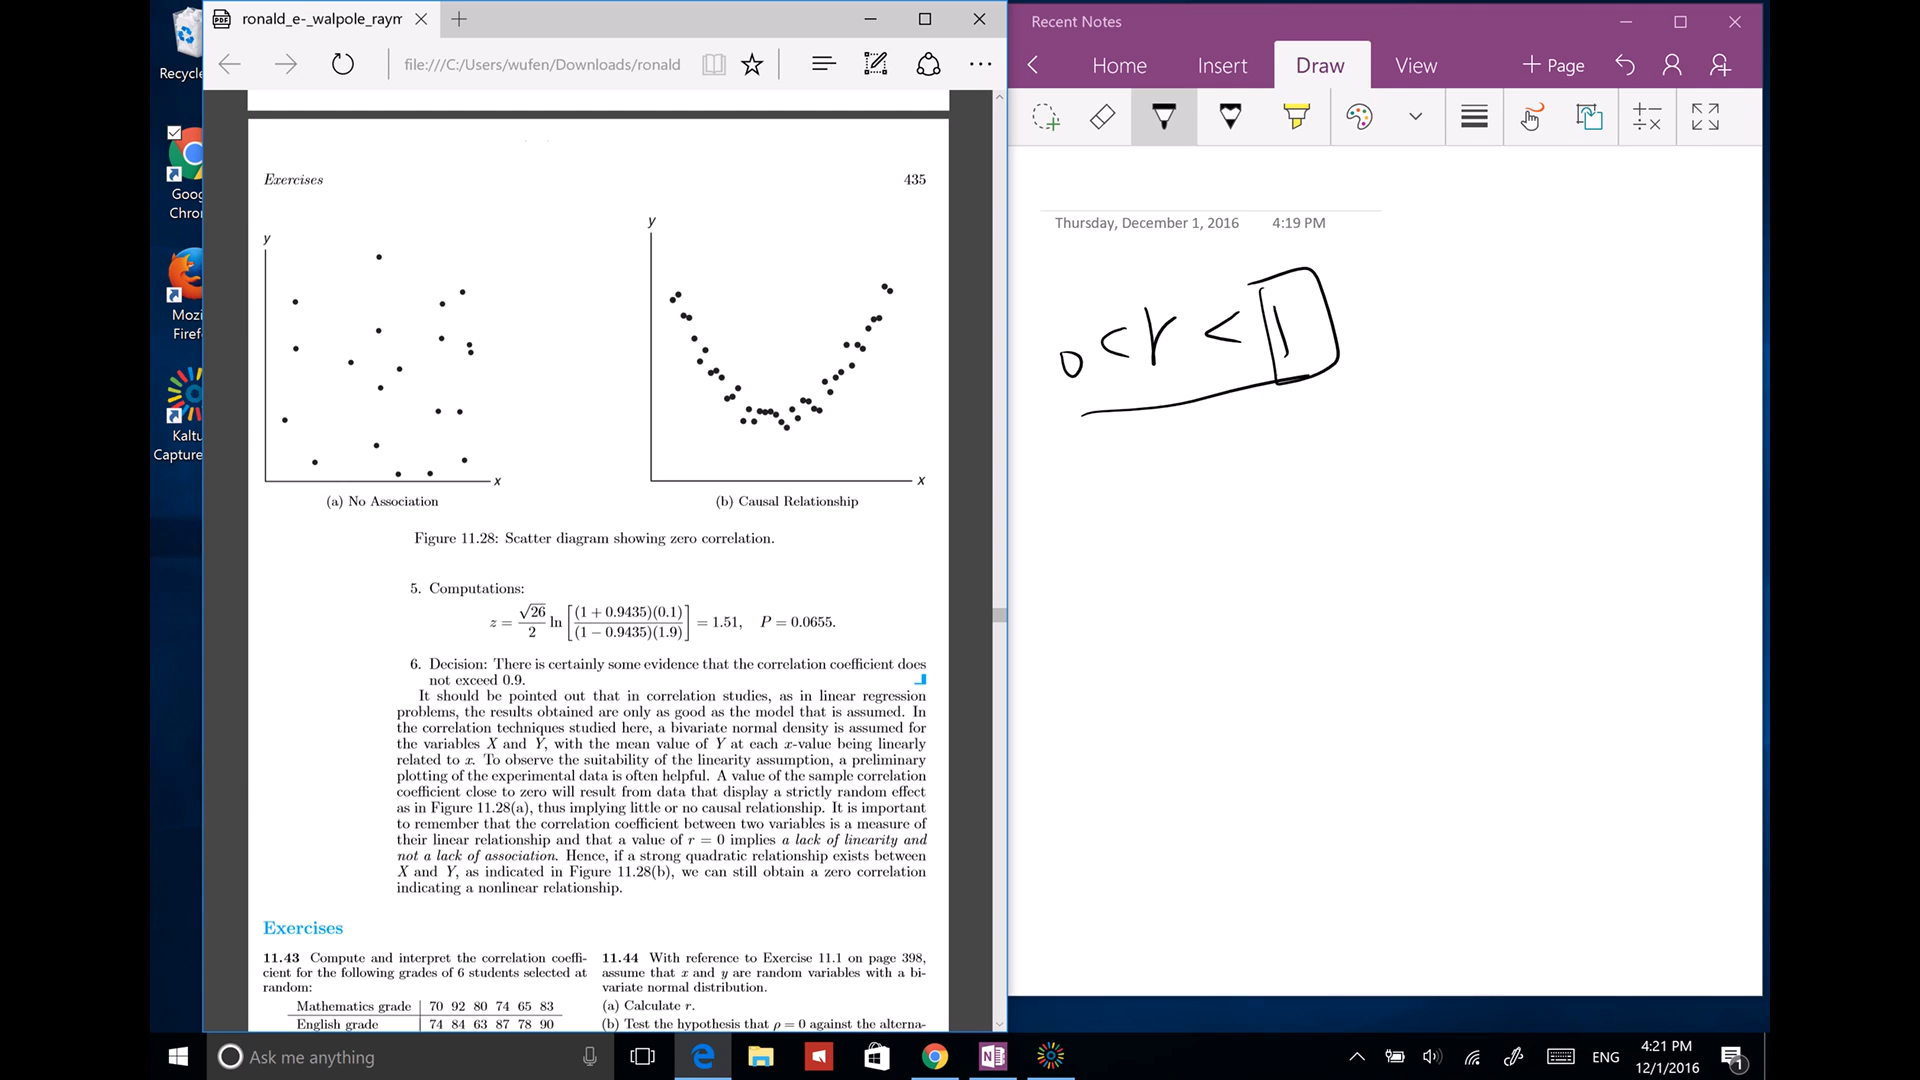 Recycle
Goog
Chron
Mozi
Firef
Kaltu
Capture
ronald_e-_walpole_raym
file:///C:/Users/wufen/Downloads/ronald
Exercises 435
y
x
(a) No Association
y
x
(b) Causal Relationship
Figure 11.28: Scatter diagram showing zero correlation.
5. Computations:
z = √26/2 ln [(1 + 0.9435)(0.1)/(1 − 0.9435)(1.9)] = 1.51, P = 0.0655.
6. Decision: There is certainly some evidence that the correlation coefficient does
not exceed 0.9.
It should be pointed out that in correlation studies, as in linear regression
problems, the results obtained are only as good as the model that is assumed. In
the correlation techniques studied here, a bivariate normal density is assumed for
the variables X and Y, with the mean value of Y at each x-value being linearly
related to x. To observe the suitability of the linearity assumption, a preliminary
plotting of the experimental data is often helpful. A value of the sample correlation
coefficient close to zero will result from data that display a strictly random effect
as in Figure 11.28(a), thus implying little or no causal relationship. It is important
to remember that the correlation coefficient between two variables is a measure of
their linear relationship and that a value of r = 0 implies a lack of linearity and
not a lack of association. Hence, if a strong quadratic relationship exists between
X and Y, as indicated in Figure 11.28(b), we can still obtain a zero correlation
indicating a nonlinear relationship.
Exercises
11.43 Compute and interpret the correlation coeffi-
cient for the following grades of 6 students selected at
random:
Mathematics grade 70 92 80 74 65 83
English grade 74 84 63 87 78 90
11.44 With reference to Exercise 11.1 on page 398,
assume that x and y are random variables with a bi-
variate normal distribution.
(a) Calculate r.
(b) Test the hypothesis that ρ = 0 against the alterna-
Recent Notes
Home Insert Draw View + Page
Thursday, December 1, 2016 4:19 PM
0 < r < 1
Ask me anything
ENG
4:21 PM
12/1/2016
1